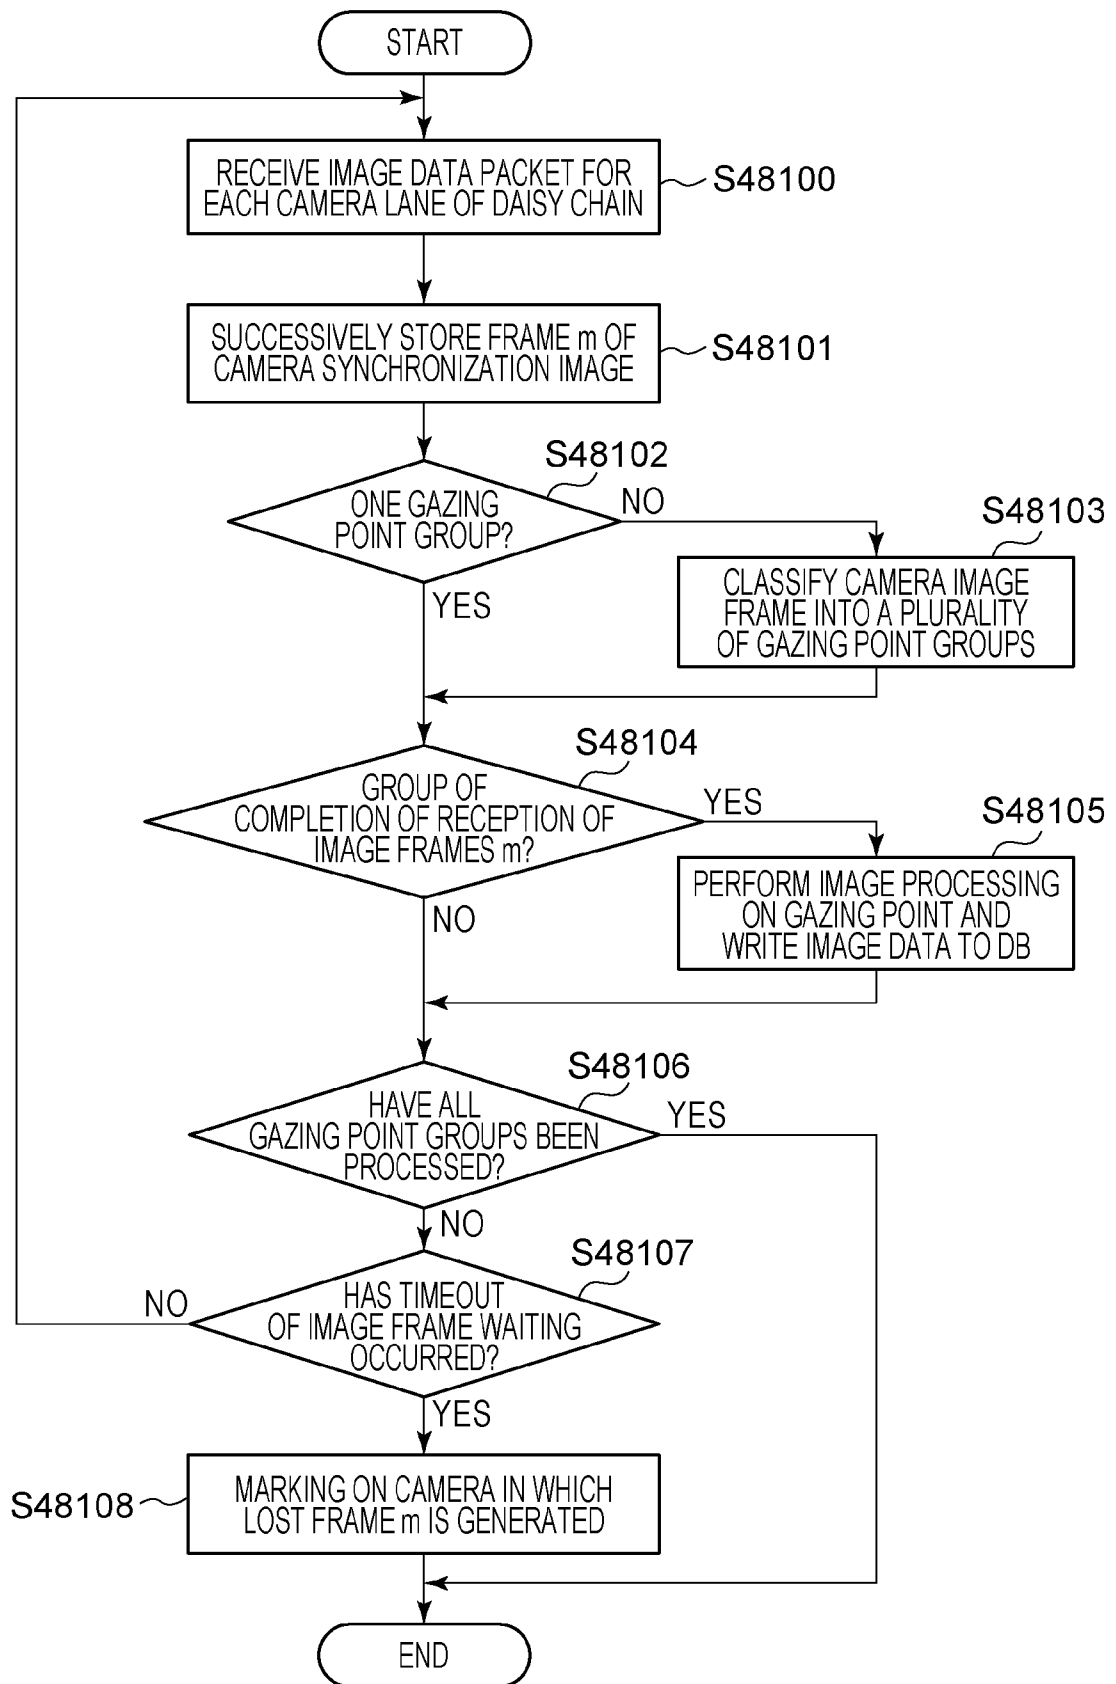 START
RECEIVE IMAGE DATA PACKET FOR
EACH CAMERA LANE OF DAISY CHAIN
S48100
SUCCESSIVELY STORE FRAME m OF
CAMERA SYNCHRONIZATION IMAGE
S48101
S48102
ONE GAZING
POINT GROUP?
NO
YES
S48103
CLASSIFY CAMERA IMAGE
FRAME INTO A PLURALITY
OF GAZING POINT GROUPS
S48104
GROUP OF
COMPLETION OF RECEPTION OF
IMAGE FRAMES m?
YES
NO
S48105
PERFORM IMAGE PROCESSING
ON GAZING POINT AND
WRITE IMAGE DATA TO DB
S48106
HAVE ALL
GAZING POINT GROUPS BEEN
PROCESSED?
YES
NO
S48107
HAS TIMEOUT
OF IMAGE FRAME WAITING
OCCURRED?
NO
YES
S48108
MARKING ON CAMERA IN WHICH
LOST FRAME m IS GENERATED
END